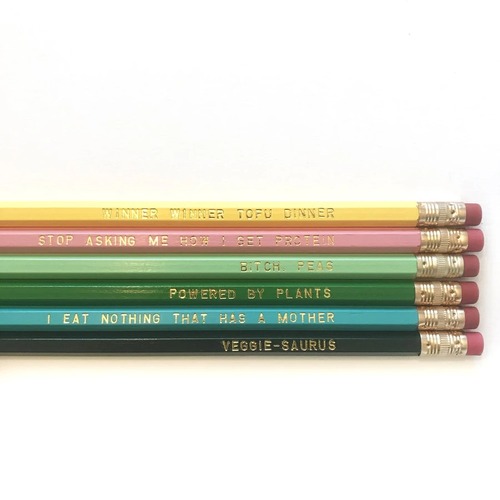 WINNER WINNER TOFU DINNER
STOP ASKING ME HOW I GET PROTEIN
BITCH, PEAS
POWERED BY PLANTS
I EAT NOTHING THAT HAS A MOTHER
VEGGIE-SAURUS